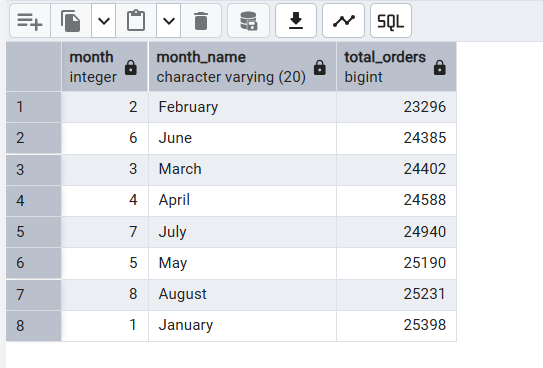 SQL
month month_name total_orders
integer character varying (20) bigint
1 2 February 23296
2 6 June 24385
3 3 March 24402
4 4 April 24588
5 7 July 24940
6 5 May 25190
7 8 August 25231
8 1 January 25398